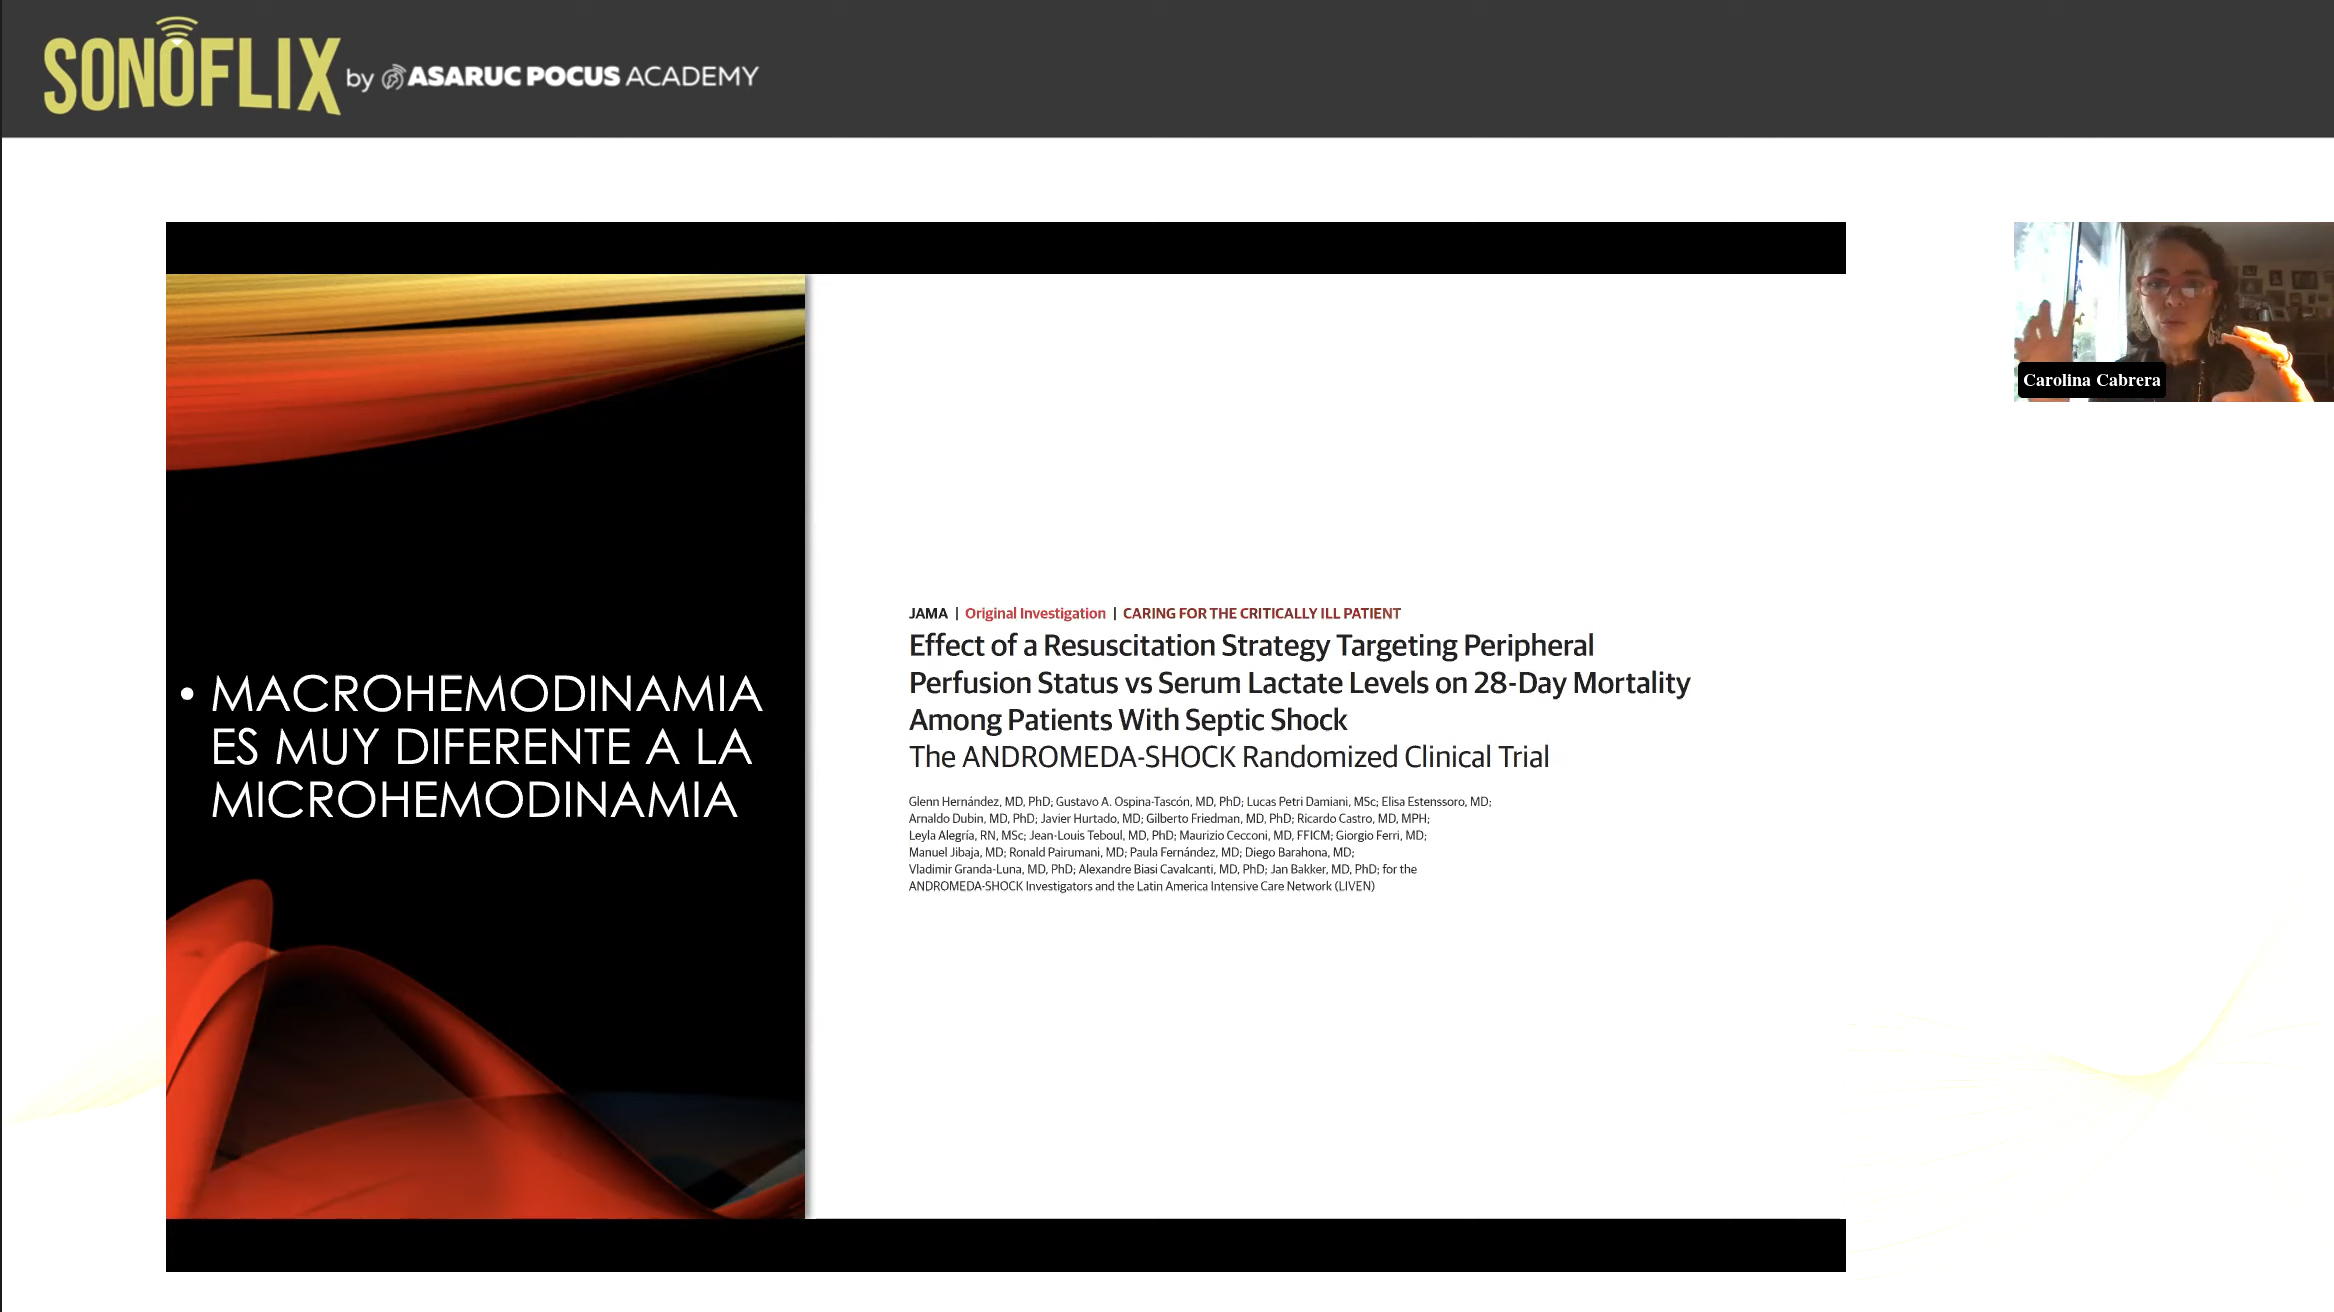 SONOFLIX by ASARUC POCUS ACADEMY
• MACROHEMODINAMIA
ES MUY DIFERENTE A LA
MICROHEMODINAMIA
JAMA | Original Investigation | CARING FOR THE CRITICALLY ILL PATIENT
Effect of a Resuscitation Strategy Targeting Peripheral
Perfusion Status vs Serum Lactate Levels on 28-Day Mortality
Among Patients With Septic Shock
The ANDROMEDA-SHOCK Randomized Clinical Trial
Glenn Hernández, MD, PhD; Gustavo A. Ospina-Tascón, MD, PhD; Lucas Petri Damiani, MSc; Elisa Estenssoro, MD;
Arnaldo Dubin, MD, PhD; Javier Hurtado, MD; Gilberto Friedman, MD, PhD; Ricardo Castro, MD, MPH;
Leyla Alegría, RN, MSc; Jean-Louis Teboul, MD, PhD; Maurizio Cecconi, MD, FFICM; Giorgio Ferri, MD;
Manuel Jibaja, MD; Ronald Pairumani, MD; Paula Fernández, MD; Diego Barahona, MD;
Vladimir Granda-Luna, MD, PhD; Alexandre Biasi Cavalcanti, MD, PhD; Jan Bakker, MD, PhD; for the
ANDROMEDA-SHOCK Investigators and the Latin America Intensive Care Network (LIVEN)
Carolina Cabrera